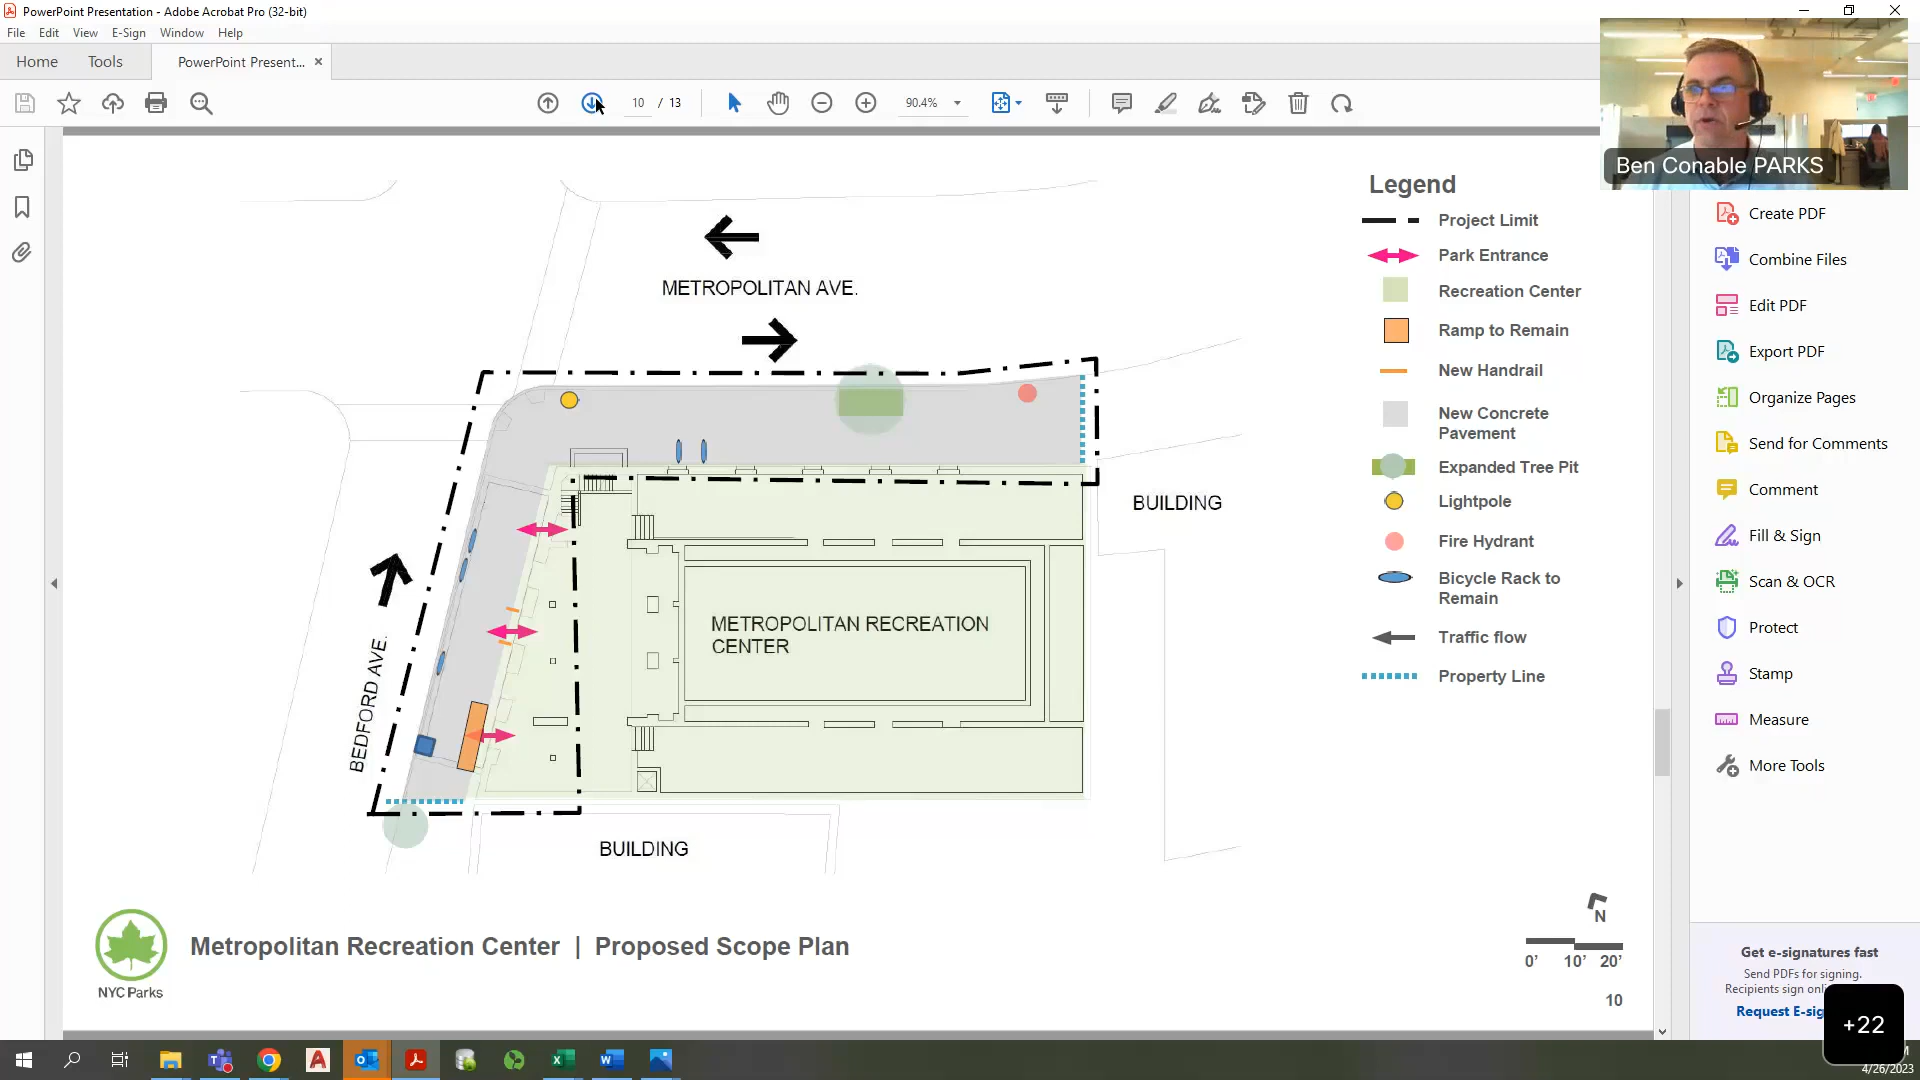 PowerPoint Presentation - Adobe Acrobat Pro (32-bit)
File Edit View E-Sign Window Help
Home Tools PowerPoint Present...
10 / 13
90.4%
Ben Conable PARKS
Legend
Project Limit
Park Entrance
Recreation Center
Ramp to Remain
New Handrail
New Concrete
Pavement
Expanded Tree Pit
Lightpole
Fire Hydrant
Bicycle Rack to
Remain
Traffic flow
Property Line
METROPOLITAN AVE.
BUILDING
METROPOLITAN RECREATION
CENTER
BEDFORD AVE.
BUILDING
NYC Parks
Metropolitan Recreation Center | Proposed Scope Plan
N
0’ 10’ 20’
10
Create PDF
Combine Files
Edit PDF
Export PDF
Organize Pages
Send for Comments
Comment
Fill & Sign
Scan & OCR
Protect
Stamp
Measure
More Tools
Get e-signatures fast
Send PDFs for signing.
Recipients sign
Request
+22
4/26/2023